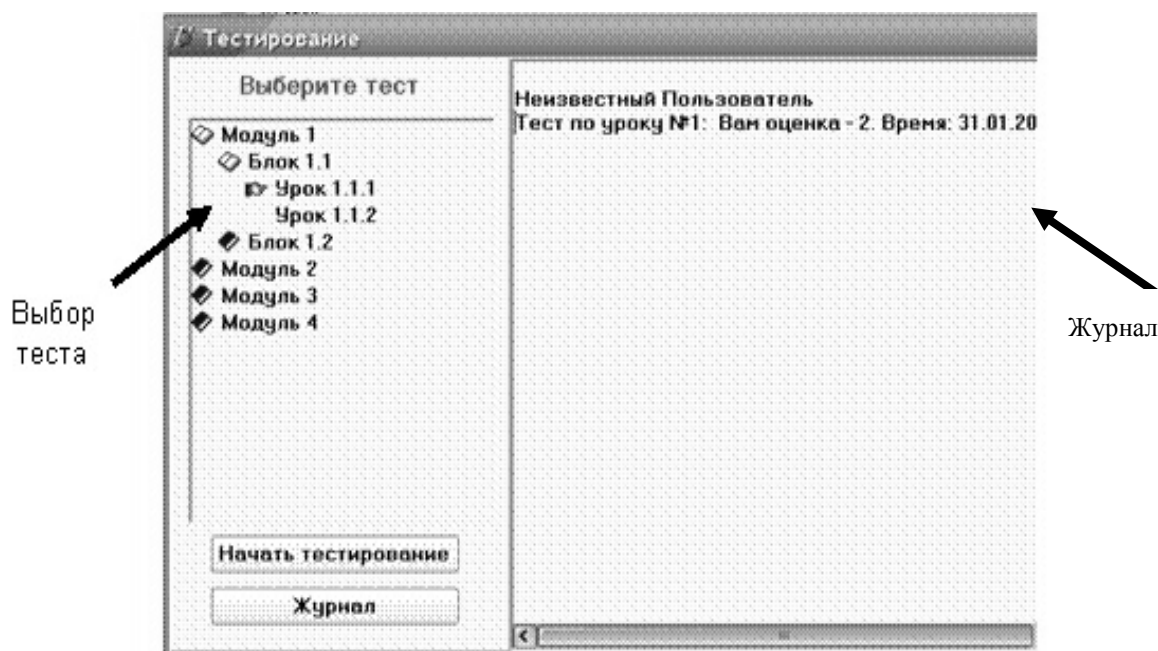 Тестирование
Выберите тест
Модуль 1
Блок 1.1
Урок 1.1.1
Урок 1.1.2
Блок 1.2
Модуль 2
Модуль 3
Модуль 4
Начать тестирование
Журнал
Неизвестный Пользователь
Тест по уроку №1: Вам оценка - 2. Время: 31.01.20
Выбор
теста
Журнал